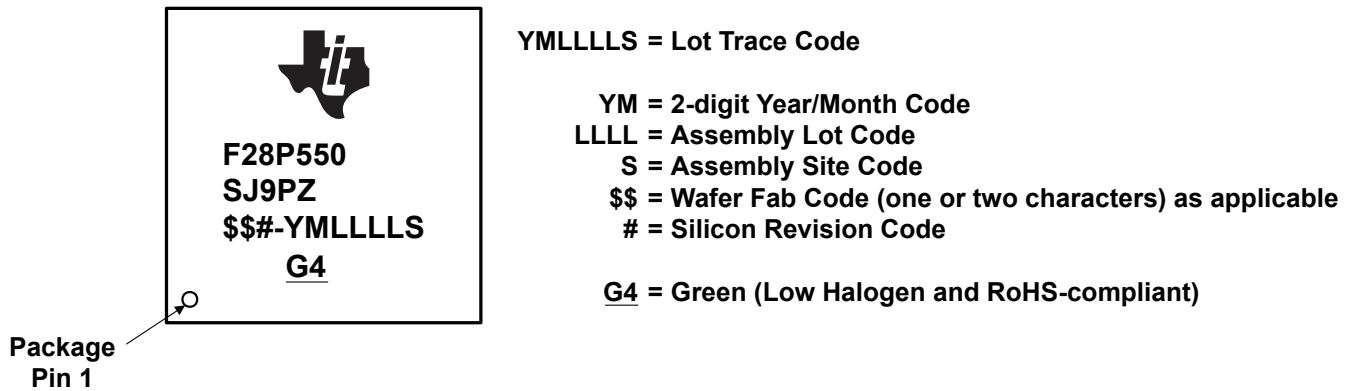 F28P550
SJ9PZ
$$#-YMLLLLS
G4
Package
Pin 1
YMLLLLS = Lot Trace Code
YM = 2-digit Year/Month Code
LLLL = Assembly Lot Code
S = Assembly Site Code
$$ = Wafer Fab Code (one or two characters) as applicable
# = Silicon Revision Code
G4 = Green (Low Halogen and RoHS-compliant)